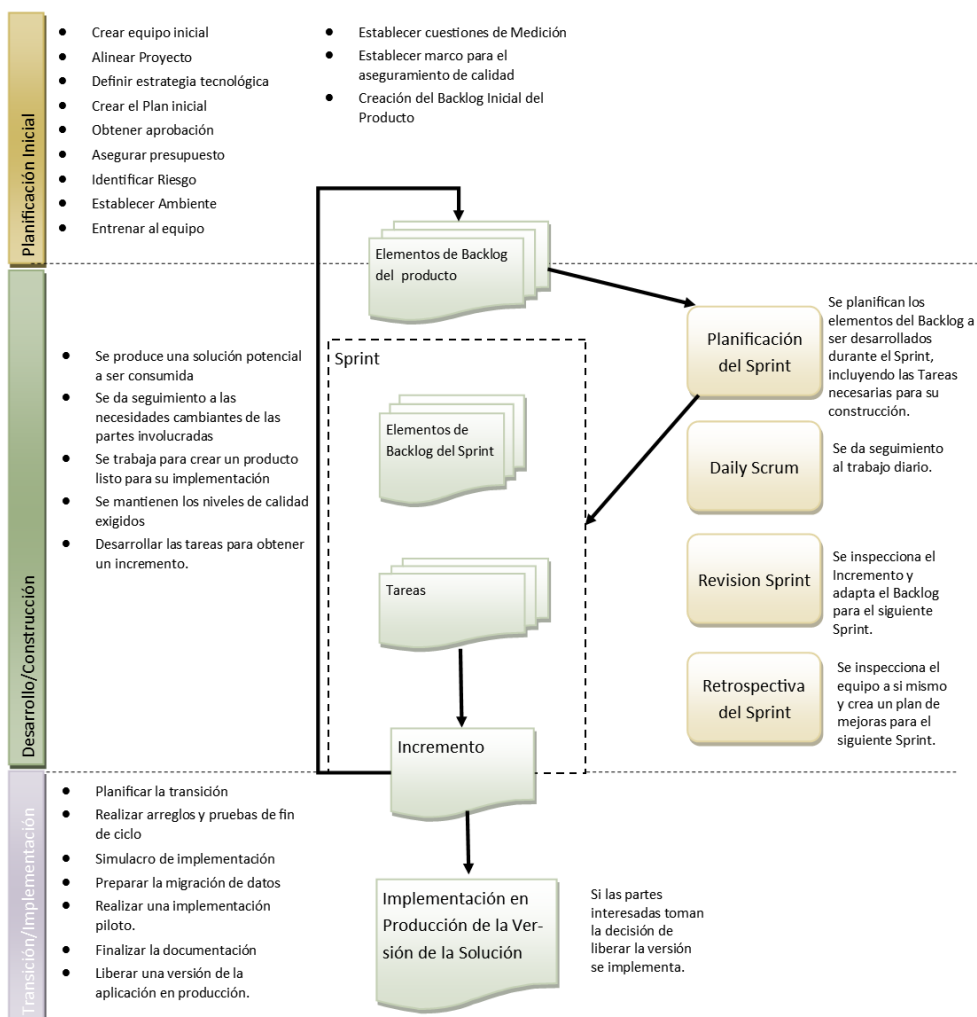 Planificación Inicial
● Crear equipo inicial
● Alinear Proyecto
● Definir estrategia tecnológica
● Crear el Plan inicial
● Obtener aprobación
● Asegurar presupuesto
● Identificar Riesgo
● Establecer Ambiente
● Entrenar al equipo
● Establecer cuestiones de Medición
● Establecer marco para el
aseguramiento de calidad
● Creación del Backlog Inicial del
Producto
Elementos de Backlog
del producto
Desarrollo/Construcción
● Se produce una solución potencial
a ser consumida
● Se da seguimiento a las
necesidades cambiantes de las
partes involucradas
● Se trabaja para crear un producto
listo para su implementación
● Se mantienen los niveles de calidad
exigidos
● Desarrollar las tareas para obtener
un incremento.
Sprint
Elementos de
Backlog del Sprint
Tareas
Incremento
Planificación
del Sprint
Se planifican los
elementos del Backlog a
ser desarrollados
durante el Sprint,
incluyendo las Tareas
necesarias para su
construcción.
Daily Scrum
Se da seguimiento
al trabajo diario.
Revision Sprint
Se inspecciona el
Incremento y
adapta el Backlog
para el siguiente
Sprint.
Retrospectiva
del Sprint
Se inspecciona el
equipo a si mismo
y crea un plan de
mejoras para el
siguiente Sprint.
Transición/Implementación
● Planificar la transición
● Realizar arreglos y pruebas de fin
de ciclo
● Simulacro de implementación
● Preparar la migración de datos
● Realizar una implementación
piloto.
● Finalizar la documentación
● Liberar una versión de la
aplicación en producción.
Implementación en
Producción de la Ver-
sión de la Solución
Si las partes
interesadas toman
la decisión de
liberar la versión
se implementa.